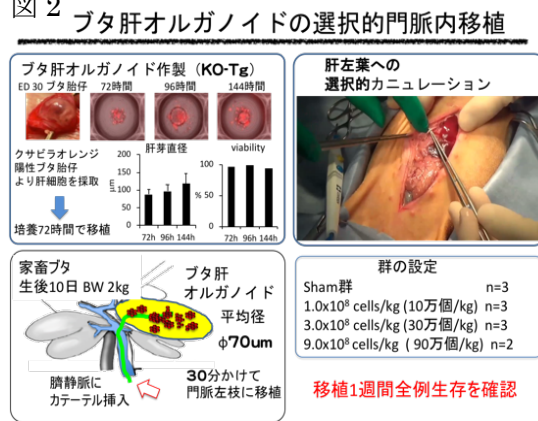 図2
ブタ肝オルガノイドの選択的門脈内移植
ブタ肝オルガノイド作製（KO-Tg）
ED 30 ブタ胎仔 72時間 96時間 144時間
クサビラオレンジ
陽性ブタ胎仔
より肝細胞を採取
培養72時間で移植
肝芽直径
200
150
100
50
0
μm
72h 96h 144h
viability
100
% 50
0
72h 96h 144h
肝左葉への
選択的カニュレーション
家畜ブタ
生後10日 BW 2kg
ブタ肝
オルガノイド
平均径
φ70um
臍静脈に
カテーテル挿入
30分かけて
門脈左枝に移植
群の設定
Sham群 n=3
1.0x10⁸ cells/kg (10万個/kg) n=3
3.0x10⁸ cells/kg (30万個/kg) n=3
9.0x10⁸ cells/kg ( 90万個/kg) n=2
移植1週間全例生存を確認